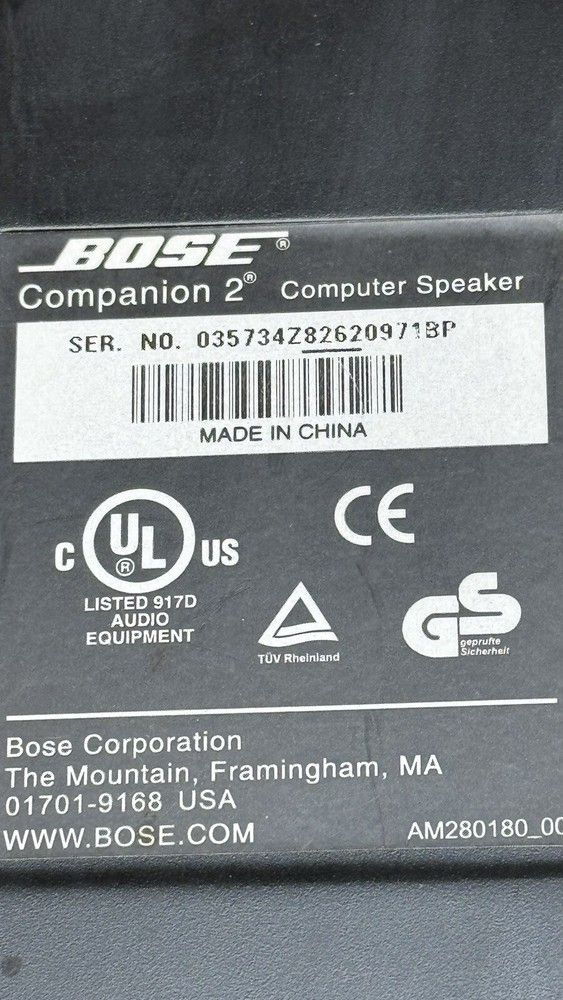 BOSE®
Companion 2® Computer Speaker
SER. NO. 035734Z82620971BP
MADE IN CHINA
C UL® US
CE
LISTED 917D
AUDIO
EQUIPMENT
TÜV Rheinland
GS
geprüfte
Sicherheit
Bose Corporation
The Mountain, Framingham, MA
01701-9168 USA
WWW.BOSE.COM
AM280180_00